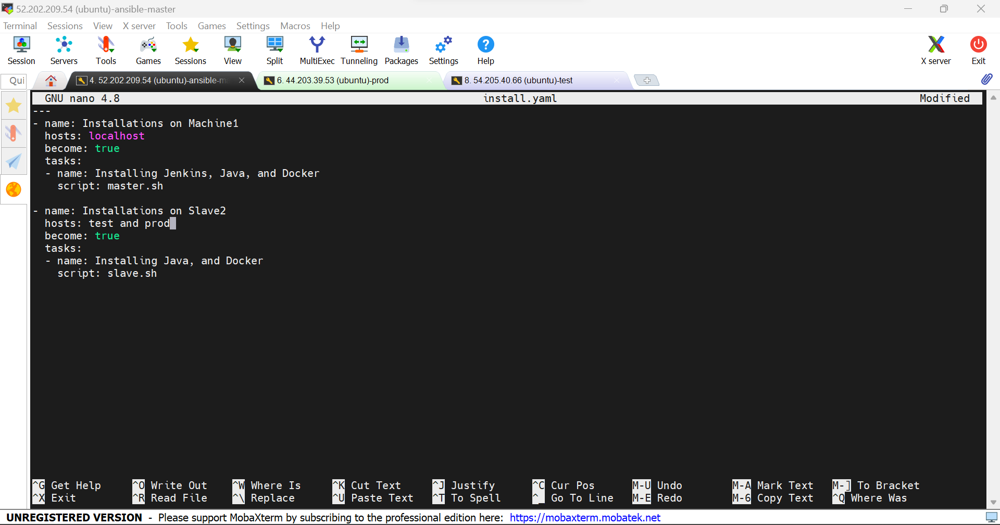 52.202.209.54 (ubuntu)-ansible-master
Terminal Sessions View X server Tools Games Settings Macros Help
Session Servers Tools Games Sessions View Split MultiExec Tunneling Packages Settings Help X server Exit
Qui 4. 52.202.209.54 (ubuntu)-ansible-ma 6. 44.203.39.53 (ubuntu)-prod 8. 54.205.40.66 (ubuntu)-test
GNU nano 4.8 install.yaml Modified
---
- name: Installations on Machine1
  hosts: localhost
  become: true
  tasks:
  - name: Installing Jenkins, Java, and Docker
    script: master.sh
- name: Installations on Slave2
  hosts: test and prod
  become: true
  tasks:
  - name: Installing Java, and Docker
    script: slave.sh
^G Get Help ^O Write Out ^W Where Is ^K Cut Text ^J Justify ^C Cur Pos M-U Undo M-A Mark Text M-] To Bracket
^X Exit ^R Read File ^\ Replace ^U Paste Text ^T To Spell ^_ Go To Line M-E Redo M-6 Copy Text ^Q Where Was
UNREGISTERED VERSION - Please support MobaXterm by subscribing to the professional edition here: https://mobaxterm.mobatek.net